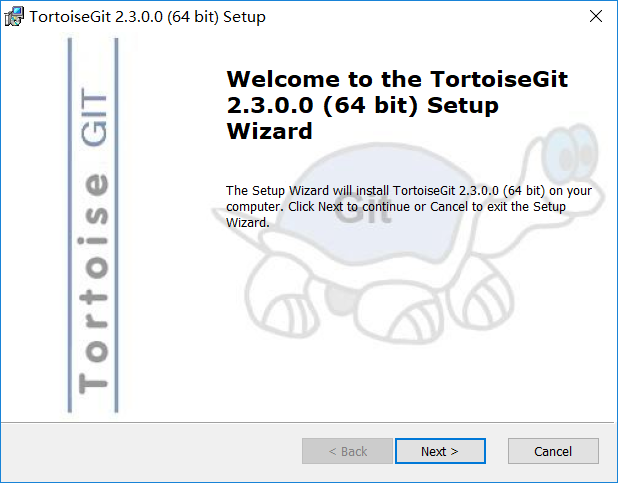 TortoiseGit 2.3.0.0 (64 bit) Setup
Tortoise GIT
Welcome to the TortoiseGit
2.3.0.0 (64 bit) Setup
Wizard
Git
The Setup Wizard will install TortoiseGit 2.3.0.0 (64 bit) on your
computer. Click Next to continue or Cancel to exit the Setup
Wizard.
< Back
Next >
Cancel